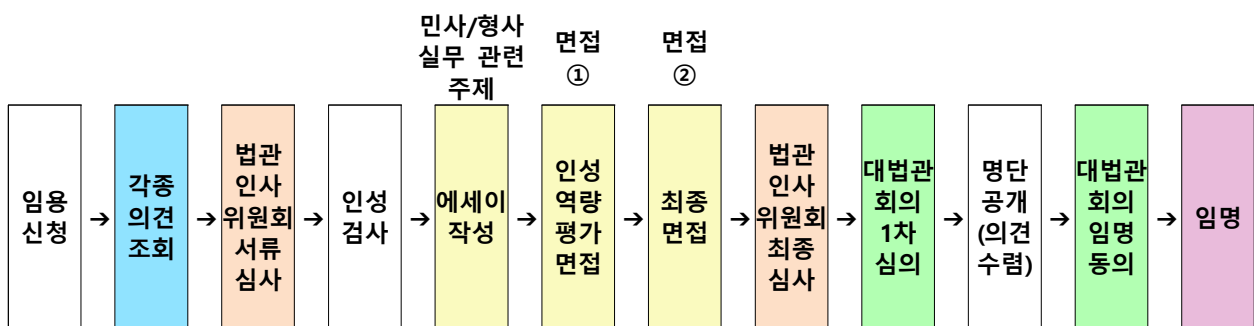 민사/형사
실무 관련
주제
면접
①
면접
②
임용
신청
→
각종
의견
조회
→
법관
인사
위원회
서류
심사
→
인성
검사
→
에세이
작성
→
인성
역량
평가
면접
→
최종
면접
→
법관
인사
위원회
최종
심사
→
대법관
회의
1차
심의
→
명단
공개
(의견
수렴)
→
대법관
회의
임명
동의
→
임명